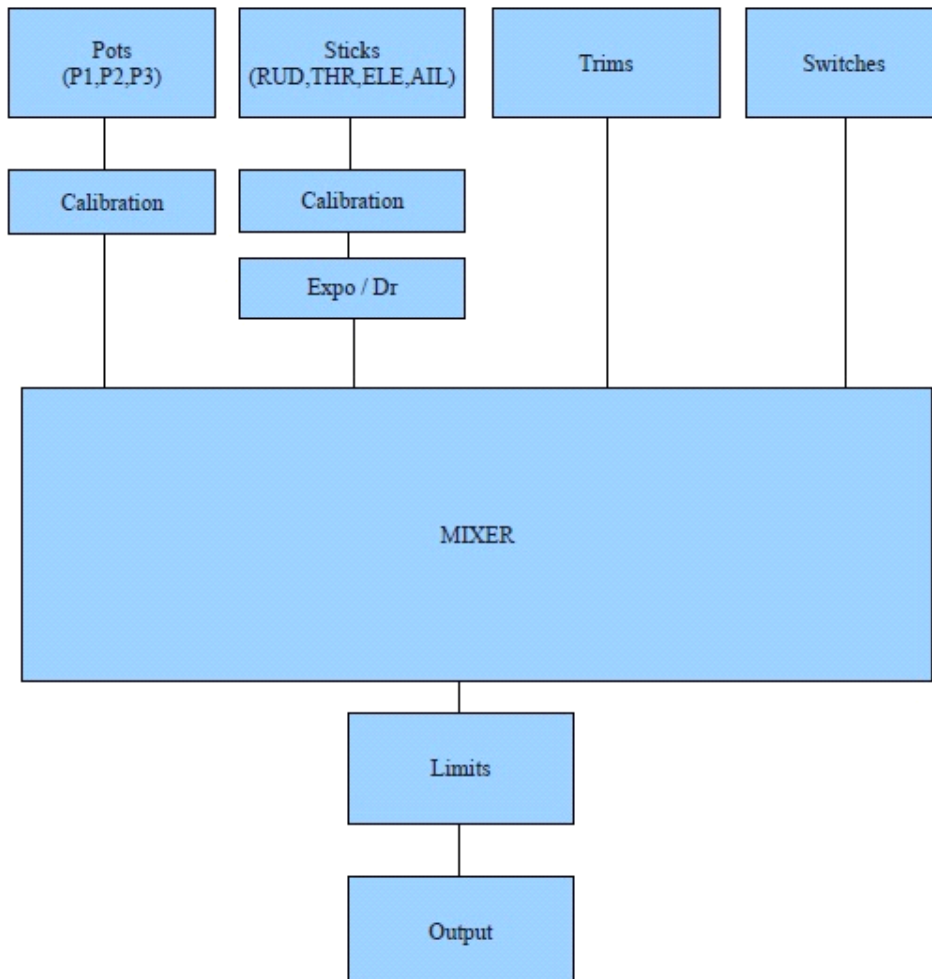 Pots
(P1,P2,P3)
Sticks
(RUD,THR,ELE,AIL)
Trims
Switches
Calibration
Calibration
Expo / Dr
MIXER
Limits
Output